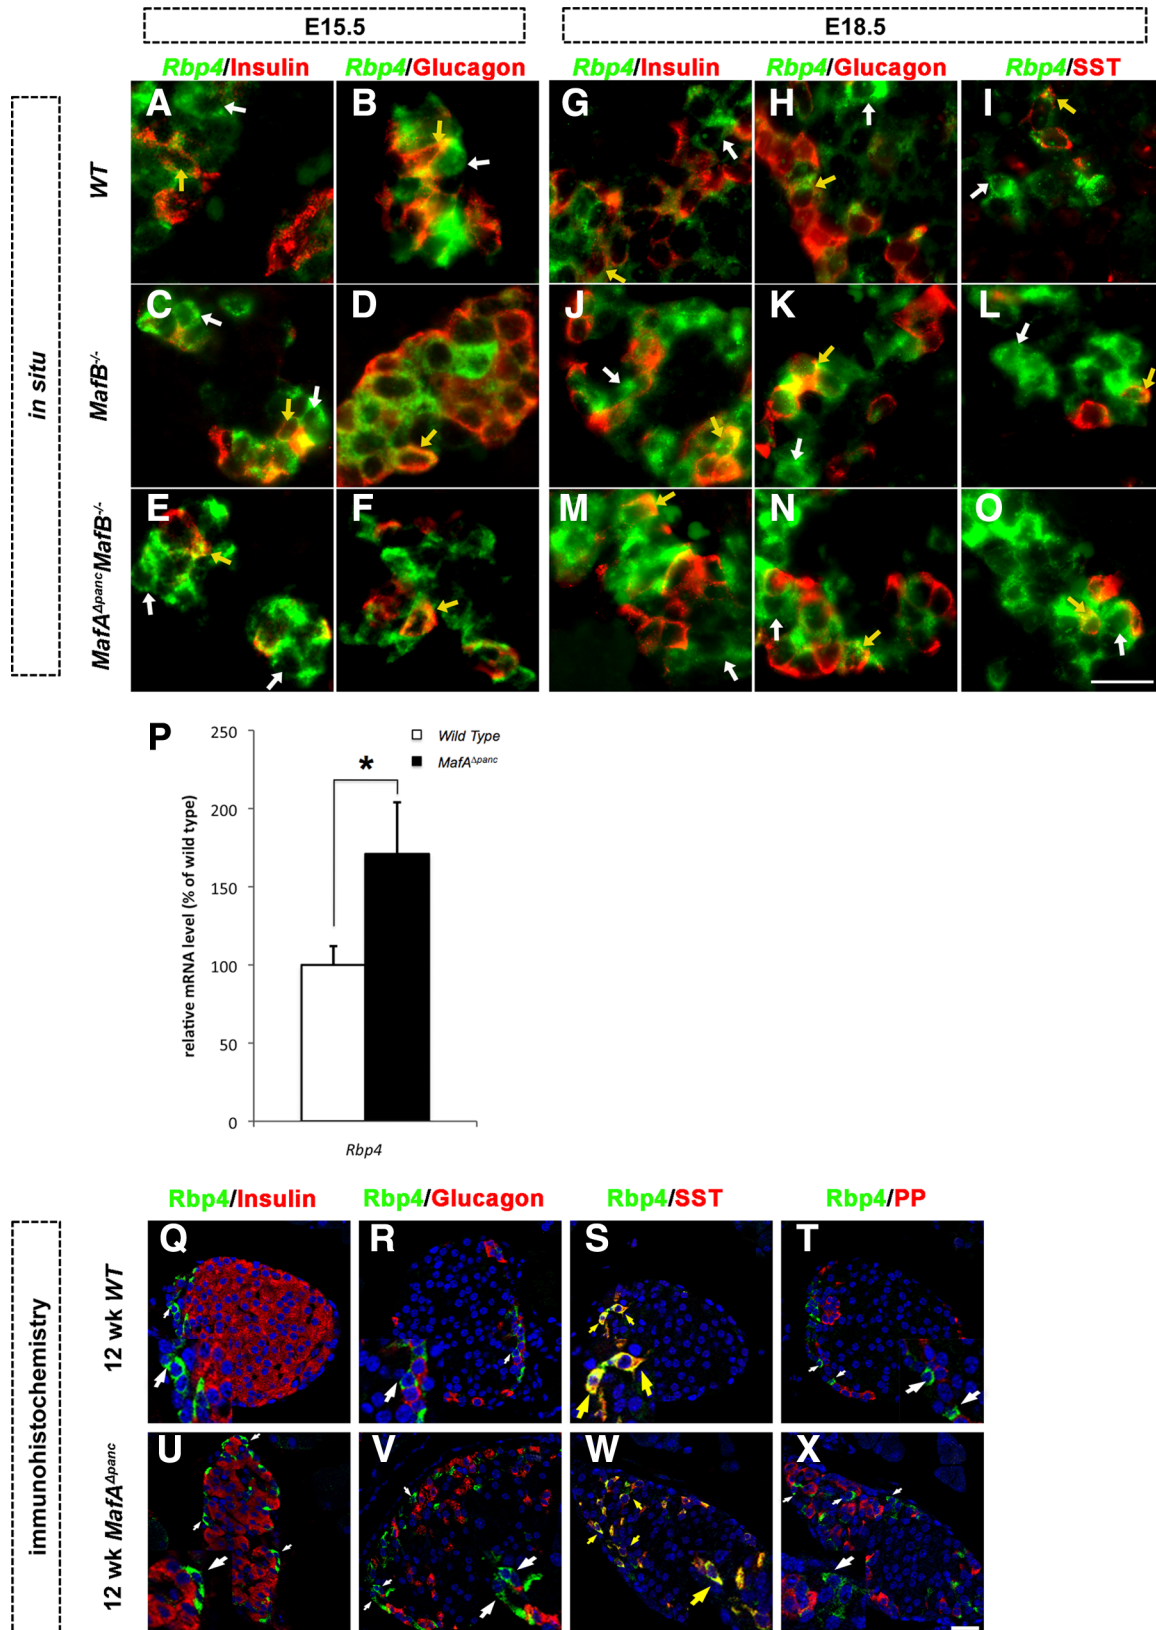 E15.5
E18.5
Rbp4/Insulin
Rbp4/Glucagon
Rbp4/Insulin
Rbp4/Glucagon
Rbp4/SST
in situ
WT
A
B
G
H
I
MafB-/-
C
D
J
K
L
MafAΔpancMafB-/-
E
F
M
N
O
P
relative mRNA level (% of wild type)
250
200
150
100
50
0
*
Wild Type
MafAΔpanc
Rbp4
Rbp4/Insulin
Rbp4/Glucagon
Rbp4/SST
Rbp4/PP
immunohistochemistry
12 wk WT
Q
R
S
T
12 wk MafAΔpanc
U
V
W
X